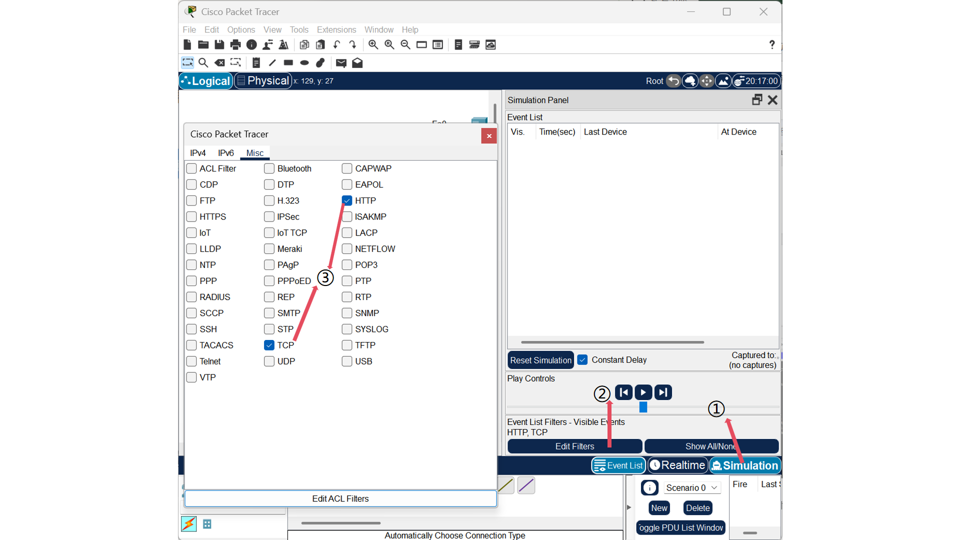 Cisco Packet Tracer
File Edit Options View Tools Extensions Window Help
?
Logical Physical x: 129, y: 27
Root 20:17:00
Simulation Panel
Event List
Vis. Time(sec) Last Device At Device
Cisco Packet Tracer
IPv4 IPv6 Misc
ACL Filter Bluetooth CAPWAP
CDP DTP EAPOL
FTP H.323 HTTP
HTTPS IPSec ISAKMP
IoT IoT TCP LACP
LLDP Meraki NETFLOW
NTP PAgP POP3
PPP PPPoED PTP
③
RADIUS REP RTP
SCCP SMTP SNMP
SSH STP SYSLOG
TACACS TCP TFTP
Telnet UDP USB
VTP
Edit ACL Filters
Reset Simulation Constant Delay Captured to:
(no captures)
Play Controls
②
①
Event List Filters - Visible Events
HTTP, TCP
Edit Filters Show All/None
Event List Realtime Simulation
Scenario 0 Fire Last
New Delete
oggle PDU List Window
Automatically Choose Connection Type